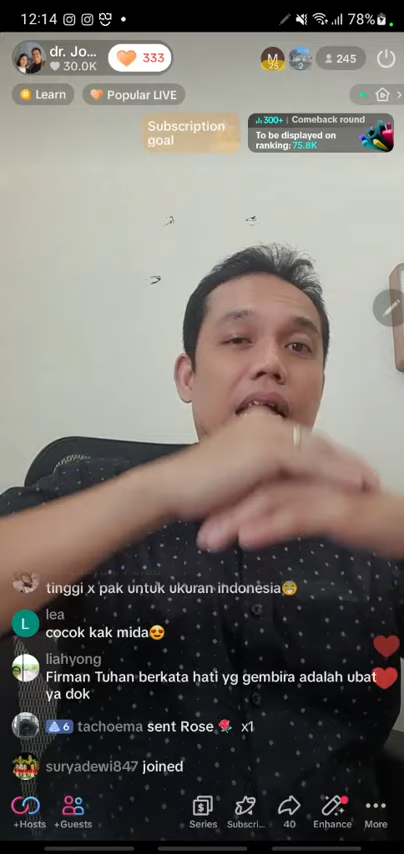 12:14
78%
dr. Jo...
30.0K
333
M
25
2
245
Learn
Popular LIVE
Subscription
goal
300+ | Comeback round
To be displayed on
ranking: 75.8K
tinggi x pak untuk ukuran indonesia😁
lea
L
cocok kak mida😍
liahyong
Firman Tuhan berkata hati yg gembira adalah ubat
ya dok
6 tachoema sent Rose 🌹 x1
suryadewi847 joined
+Hosts
+Guests
Series
Subscri...
40
Enhance
More